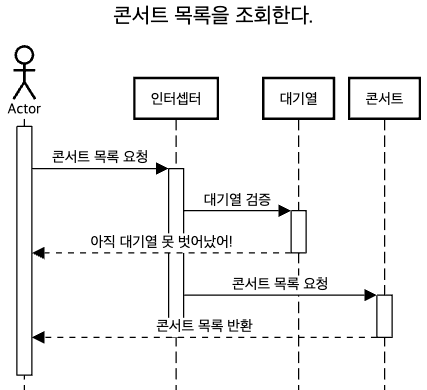 콘서트 목록을 조회한다.
Actor
인터셉터
대기열
콘서트
콘서트 목록 요청
대기열 검증
아직 대기열 못 벗어났어!
콘서트 목록 요청
콘서트 목록 반환